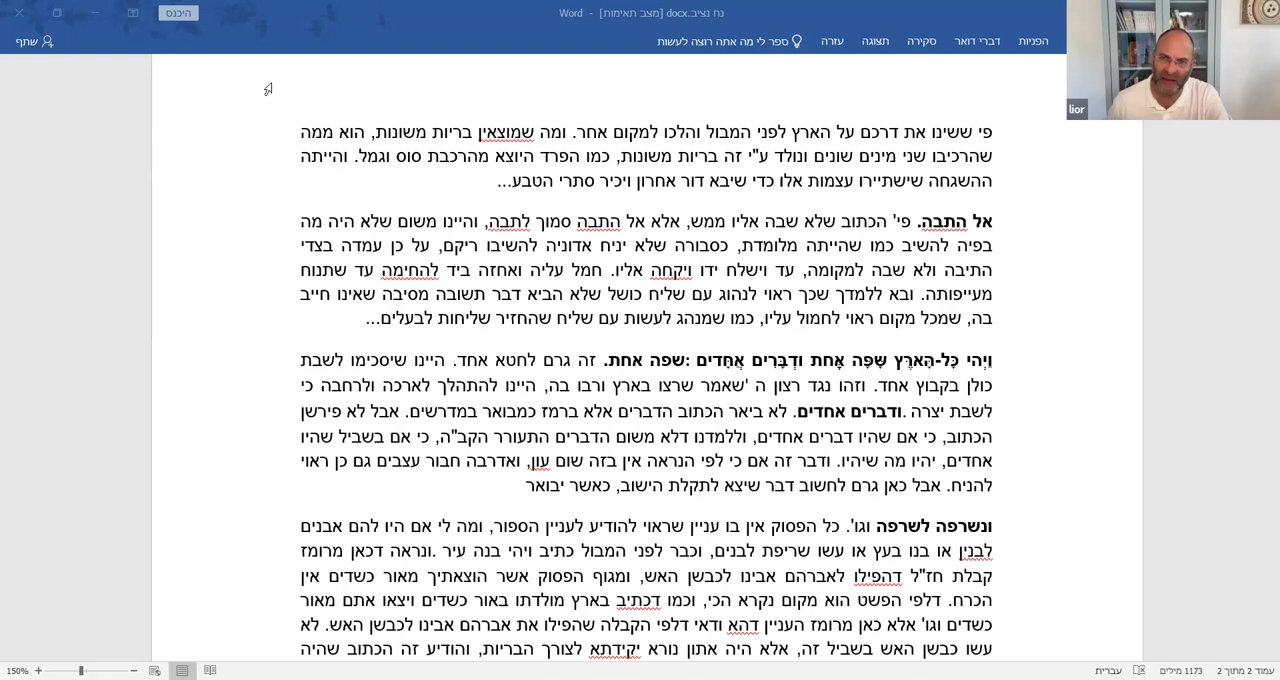 היכנס
נח נציב.docx [מצב תאימות] - Word
הפניות דברי דואר סקירה תצוגה עזרה ספר לי מה אתה רוצה לעשות שתף
lior
פי ששינו את דרכם על הארץ לפני המבול והלכו למקום אחר. ומה שמוצאין בריות משונות, הוא ממה
שהרכיבו שני מינים שונים ונולד ע"י זה בריות משונות, כמו הפרד היוצא מהרכבת סוס וגמל. והייתה
ההשגחה שישתיירו עצמות אלו כדי שיבא דור אחרון ויכיר סתרי הטבע...
אל התבה. פי' הכתוב שלא שבה אליו ממש, אלא אל התבה סמוך לתבה, והיינו משום שלא היה מה
בפיה להשיב כמו שהייתה מלומדת, כסבורה שלא יניח אדוניה להשיבו ריקם, על כן עמדה בצדי
התיבה ולא שבה למקומה, עד וישלח ידו ויקחה אליו. חמל עליה ואחזה ביד להחימה עד שתנוח
מעייפותה. ובא ללמדך שכך ראוי לנהוג עם שליח כושל שלא הביא דבר תשובה מסיבה שאינו חייב
בה, שמכל מקום ראוי לחמול עליו, כמו שמנהג לעשות עם שליח שהחזיר שליחות לבעלים...
וַיְהִי כָל-הָאָרֶץ שָׂפָה אֶחָת וּדְבָרִים אֲחָדִים :שפה אחת. זה גרם לחטא אחד. היינו שיסכימו לשבת
כולן בקבוץ אחד. וזהו נגד רצון ה 'שאמר שרצו בארץ ורבו בה, היינו להתהלך לארכה ולרחבה כי
לשבת יצרה .ודברים אחדים. לא ביאר הכתוב הדברים אלא ברמז כמבואר במדרשים. אבל לא פירשן
הכתוב, כי אם שהיו דברים אחדים, וללמדנו דלא משום הדברים התעורר הקב"ה, כי אם בשביל שהיו
אחדים, יהיו מה שיהיו. ודבר זה אם כי לפי הנראה אין בזה שום עון, ואדרבה חבור עצבים גם כן ראוי
להניח. אבל כאן גרם לחשוב דבר שיצא לתקלת הישוב, כאשר יבואר
ונשרפה לשרפה וגו'. כל הפסוק אין בו עניין שראוי להודיע לעניין הספור, ומה לי אם היו להם אבנים
לבנין או בנו בעץ או עשו שריפת לבנים, וכבר לפני המבול כתיב ויהי בנה עיר .ונראה דכאן מרומז
קבלת חז"ל דהפילו לאברהם אבינו לכבשן האש, ומגוף הפסוק אשר הוצאתיך מאור כשדים אין
הכרח. דלפי הפשט הוא מקום נקרא הכי, וכמו דכתיב בארץ מולדתו באור כשדים ויצאו אתם מאור
כשדים וגו' אלא כאן מרומז העניין דהא ודאי דלפי הקבלה שהפילו את אברהם אבינו לכבשן האש. לא
עשו כבשן האש בשביל זה, אלא היה אתון נורא יקידתא לצורך הבריות, והודיע זה הכתוב שהיה
עמוד 2 מתוך 2 1173 מילים עברית 150%